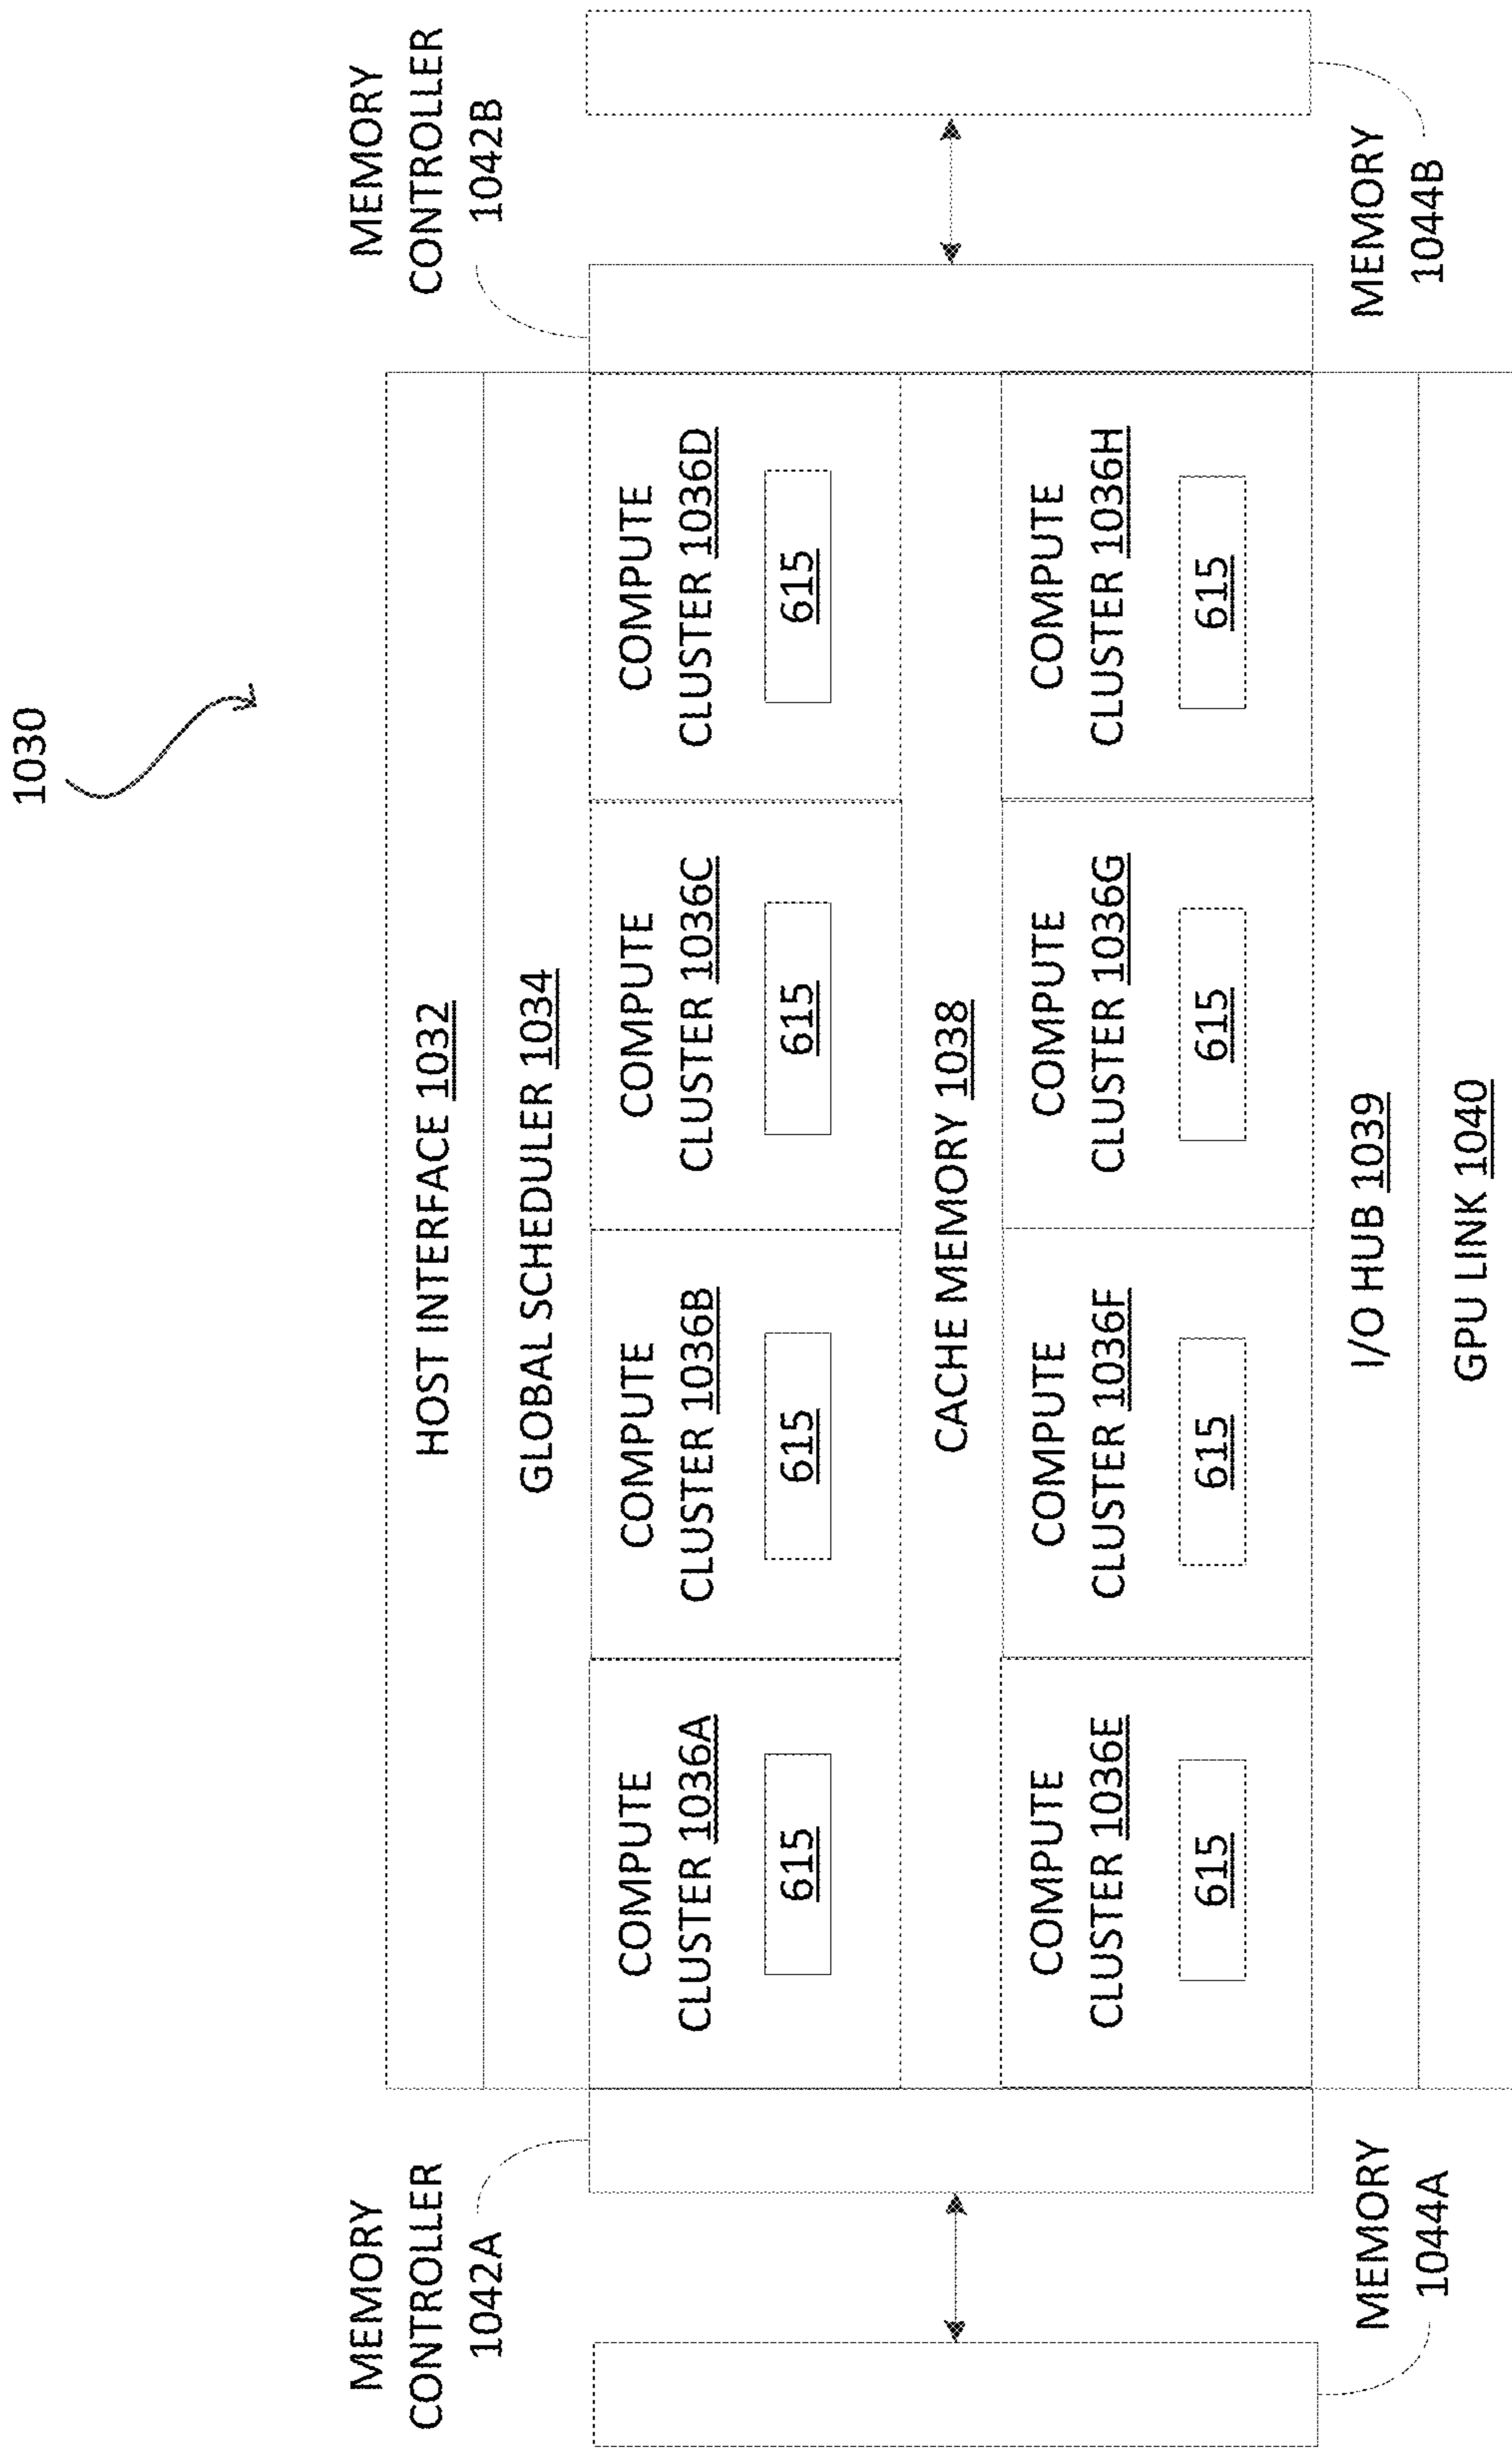 1030
MEMORY
CONTROLLER
1042A
MEMORY
CONTROLLER
1042B
HOST INTERFACE 1032
GLOBAL SCHEDULER 1034
COMPUTE
CLUSTER 1036A
615
COMPUTE
CLUSTER 1036B
615
COMPUTE
CLUSTER 1036C
615
COMPUTE
CLUSTER 1036D
615
CACHE MEMORY 1038
COMPUTE
CLUSTER 1036E
615
COMPUTE
CLUSTER 1036F
615
COMPUTE
CLUSTER 1036G
615
COMPUTE
CLUSTER 1036H
615
I/O HUB 1039
GPU LINK 1040
MEMORY
1044A
MEMORY
1044B